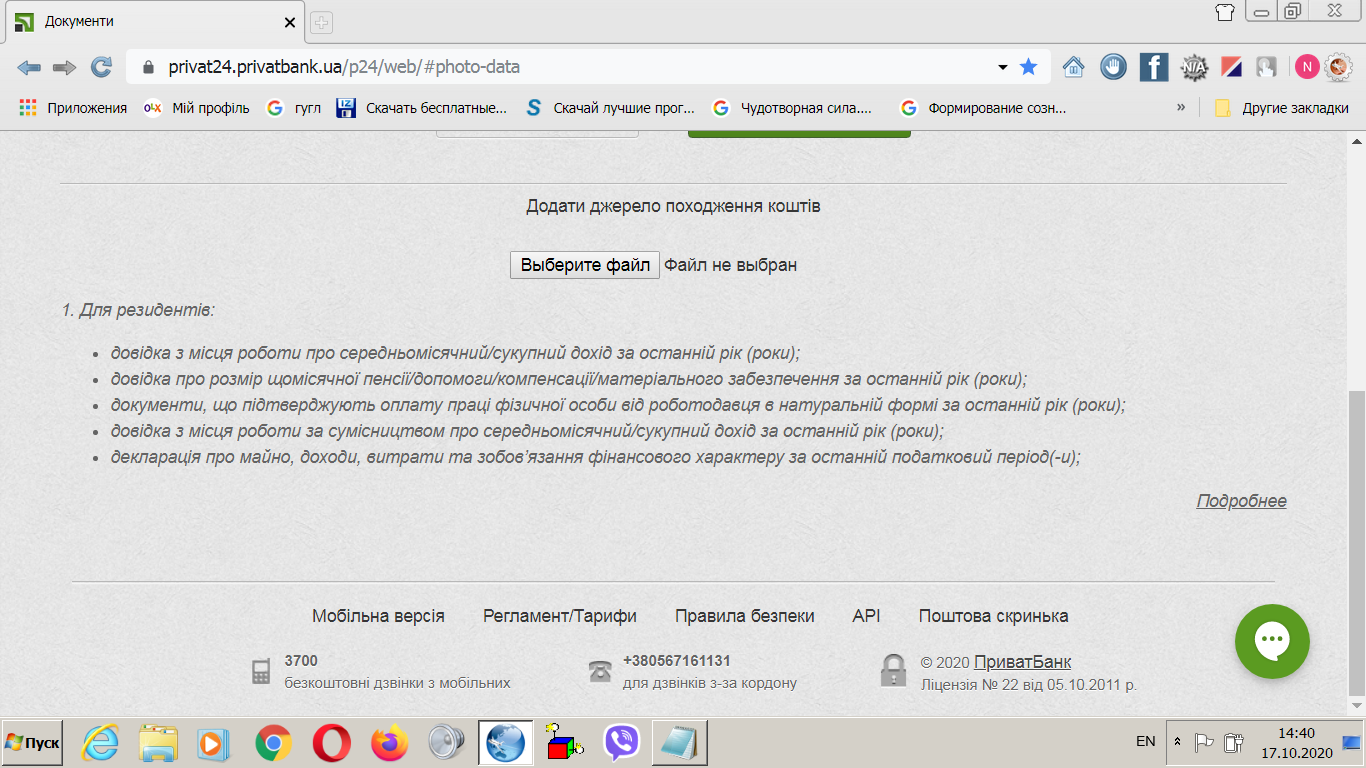 Документи
privat24.privatbank.ua/p24/web/#photo-data
N/A
N
Приложения
olx Мій профіль
G гугл
IZ Скачать бесплатные...
S Скачай лучшие прог...
G Чудотворная сила....
G Формирование созн...
»
Другие закладки
Додати джерело походження коштів
Выберите файл Файл не выбран
1. Для резидентів:
• довідка з місця роботи про середньомісячний/сукупний дохід за останній рік (роки);
• довідка про розмір щомісячної пенсії/допомоги/компенсації/матеріального забезпечення за останній рік (роки);
• документи, що підтверджують оплату праці фізичної особи від роботодавця в натуральній формі за останній рік (роки);
• довідка з місця роботи за сумісництвом про середньомісячний/сукупний дохід за останній рік (роки);
• декларація про майно, доходи, витрати та зобов’язання фінансового характеру за останній податковий період(-и);
Подробнее
Мобільна версія Регламент/Тарифи Правила безпеки API Поштова скринька
3700
безкоштовні дзвінки з мобільних
+380567161131
для дзвінків з-за кордону
© 2020 ПриватБанк
Ліцензія № 22 від 05.10.2011 р.
Пуск
EN
14:40
17.10.2020